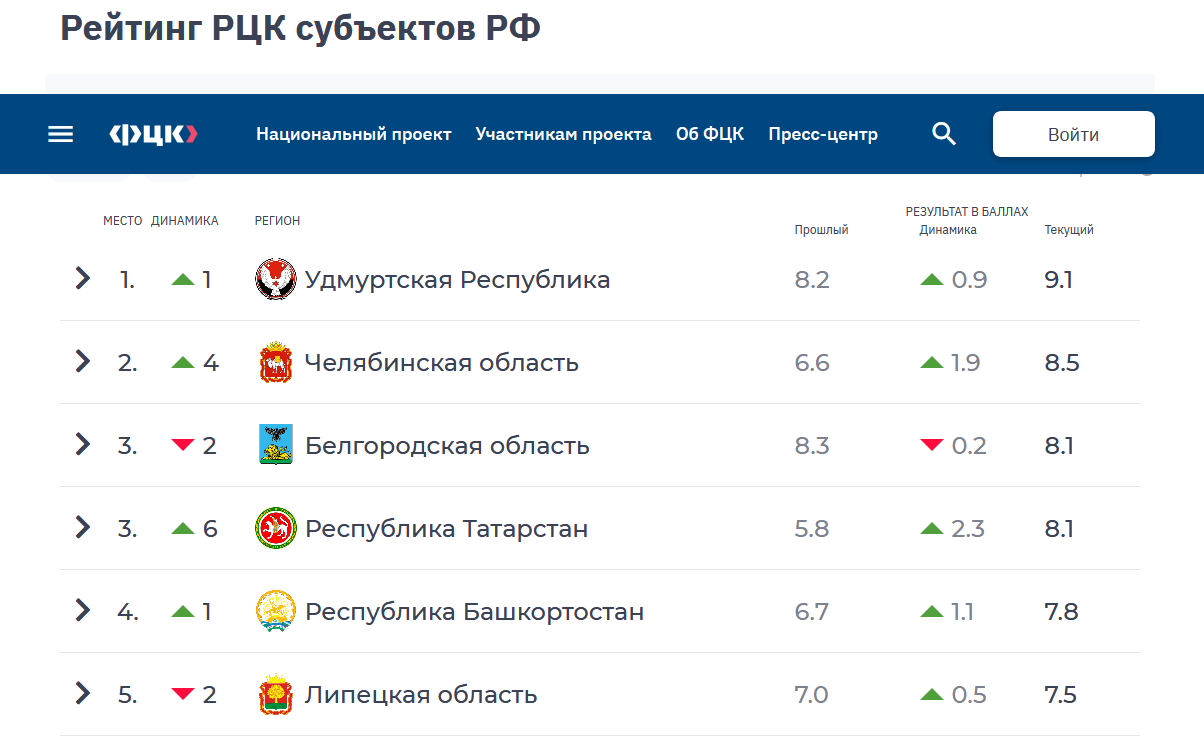 Рейтинг РЦК субъектов РФ
ФЦК Национальный проект Участникам проекта Об ФЦК Пресс-центр Войти
РЕЗУЛЬТАТ В БАЛЛАХ
МЕСТО ДИНАМИКА РЕГИОН Прошлый Динамика Текущий
1. 1 Удмуртская Республика 8.2 0.9 9.1
2. 4 Челябинская область 6.6 1.9 8.5
3. 2 Белгородская область 8.3 0.2 8.1
3. 6 Республика Татарстан 5.8 2.3 8.1
4. 1 Республика Башкортостан 6.7 1.1 7.8
5. 2 Липецкая область 7.0 0.5 7.5